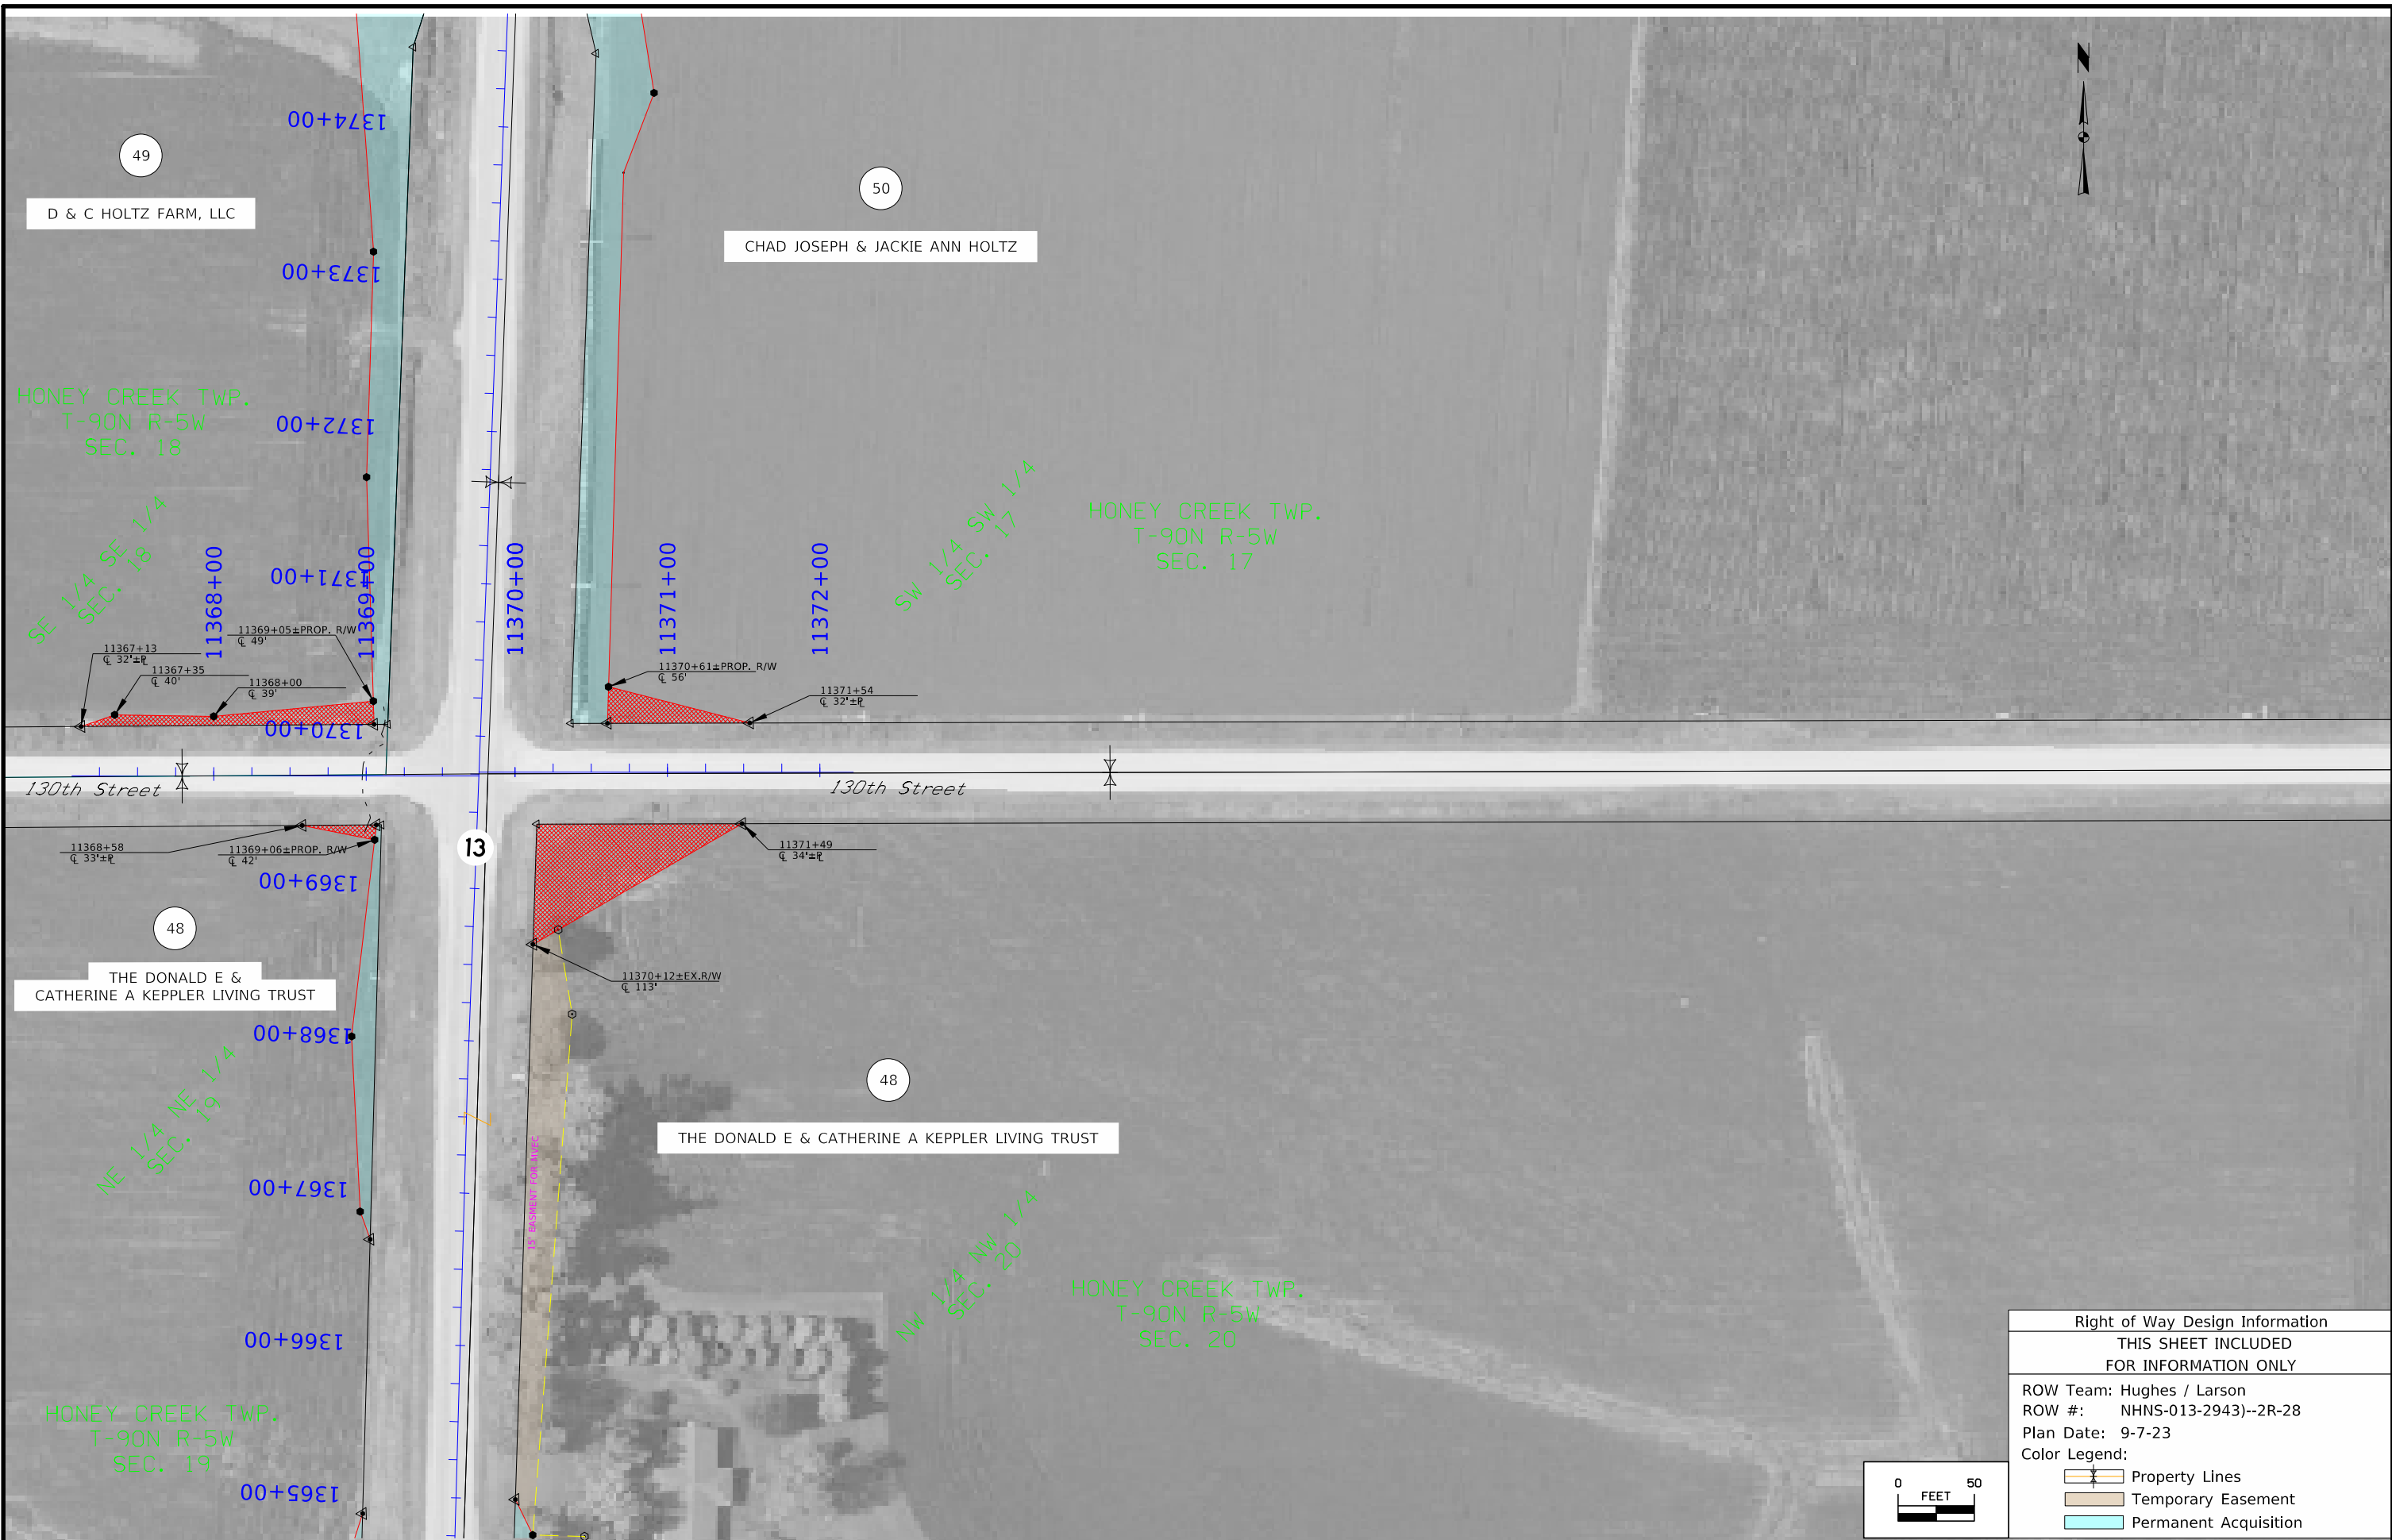 N
1374+00
49
D & C HOLTZ FARM, LLC
50
CHAD JOSEPH & JACKIE ANN HOLTZ
1373+00
HONEY CREEK TWP.
T-90N R-5W
SEC. 18
1372+00
SE 1/4 SE 1/4
SEC. 18
1371+00
11368+00
11369+00
11370+00
11371+00
11372+00
SW 1/4 SW 1/4
SEC. 17
HONEY CREEK TWP.
T-90N R-5W
SEC. 17
11369+05±PROP. R/W
℄ 49'
11367+13
℄ 32'±℞
11367+35
℄ 40'
11368+00
℄ 39'
11370+61±PROP. R/W
℄ 56'
11371+54
℄ 32'±℞
1370+00
130th Street
130th Street
11368+58
℄ 33'±℞
11369+06±PROP. R/W
℄ 42'
13
11371+49
℄ 34'±℞
1369+00
48
THE DONALD E &
CATHERINE A KEPPLER LIVING TRUST
11370+12±EX.R/W
℄ 113'
1368+00
NE 1/4 NE 1/4
SEC. 19
48
THE DONALD E & CATHERINE A KEPPLER LIVING TRUST
15' EASMENT FOR MVEC
1367+00
NW 1/4 NW 1/4
SEC. 20
HONEY CREEK TWP.
T-90N R-5W
SEC. 20
1366+00
HONEY CREEK TWP.
T-90N R-5W
SEC. 19
1365+00
Right of Way Design Information
THIS SHEET INCLUDED
FOR INFORMATION ONLY
ROW Team: Hughes / Larson
ROW #: NHNS-013-2943)--2R-28
Plan Date: 9-7-23
Color Legend:
Property Lines
Temporary Easement
Permanent Acquisition
0 50
FEET